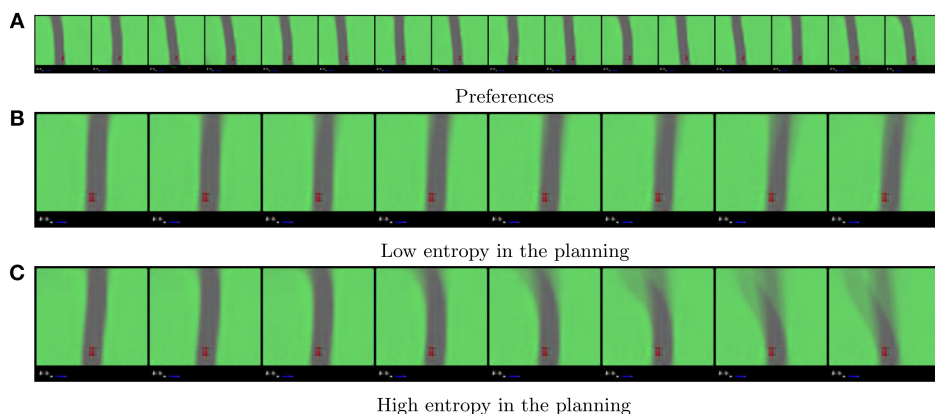 A
Preferences
B
Low entropy in the planning
C
High entropy in the planning